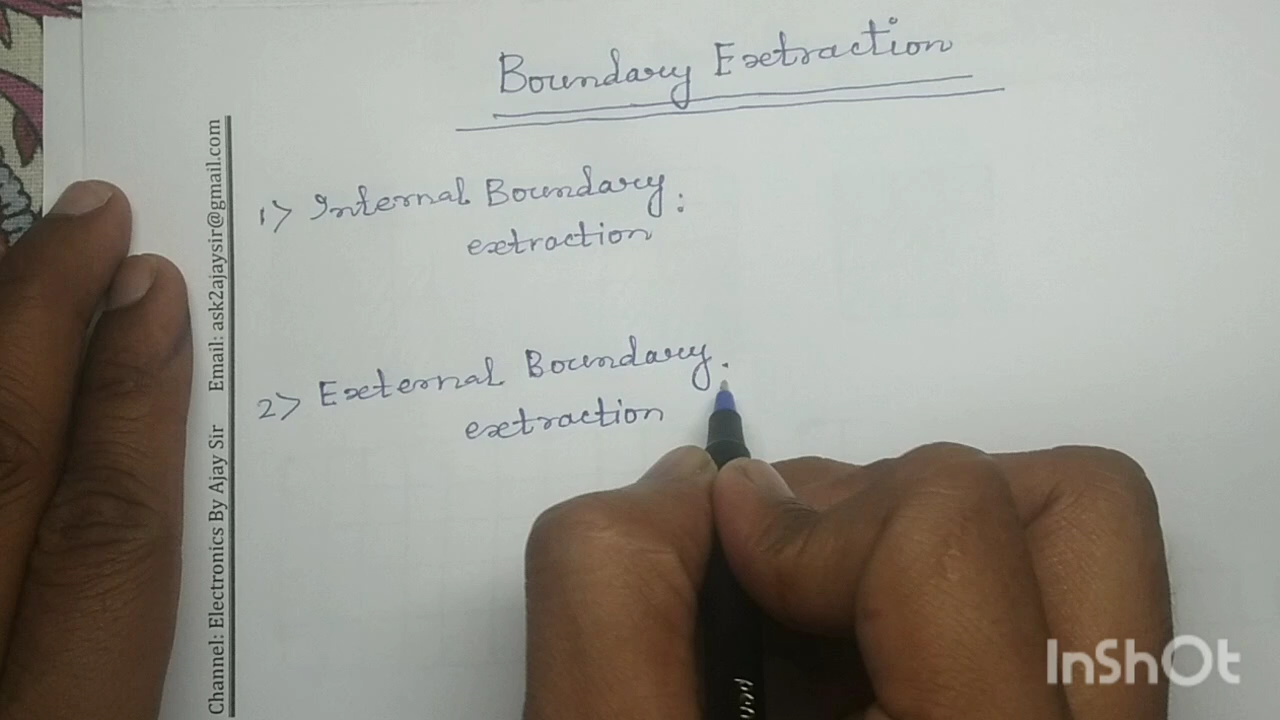 Boundary Extraction
1) Internal Boundary :
extraction
2) External Boundary .
extraction
Channel: Electronics By Ajay Sir Email: ask2ajaysir@gmail.com
InShOt